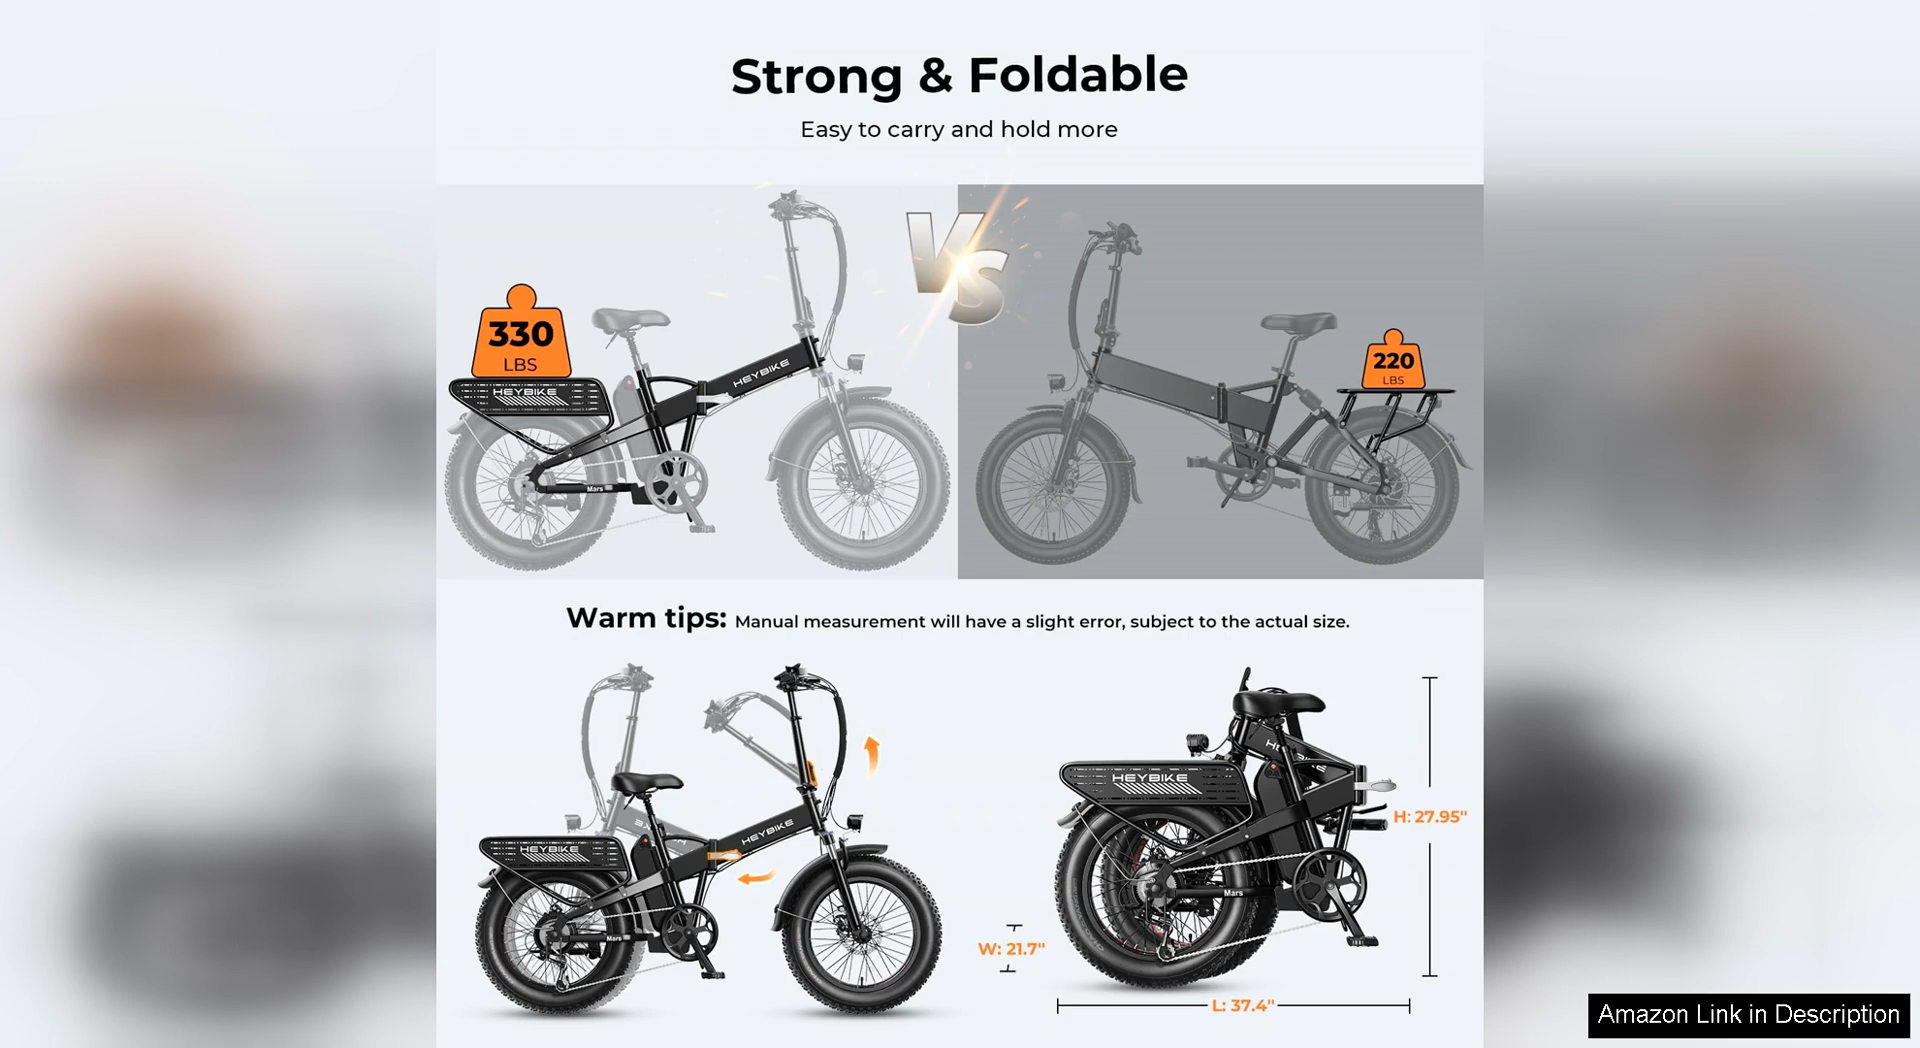 Strong & Foldable
Easy to carry and hold more
VS
330
LBS
HEYBIKE
HEYBIKE
Mars
220
LBS
Warm tips: Manual measurement will have a slight error, subject to the actual size.
HEYBIKE
HEYBIKE
Mars
HEYBIKE
Mars
H: 27.95"
W: 21.7"
L: 37.4"
Amazon Link in Description